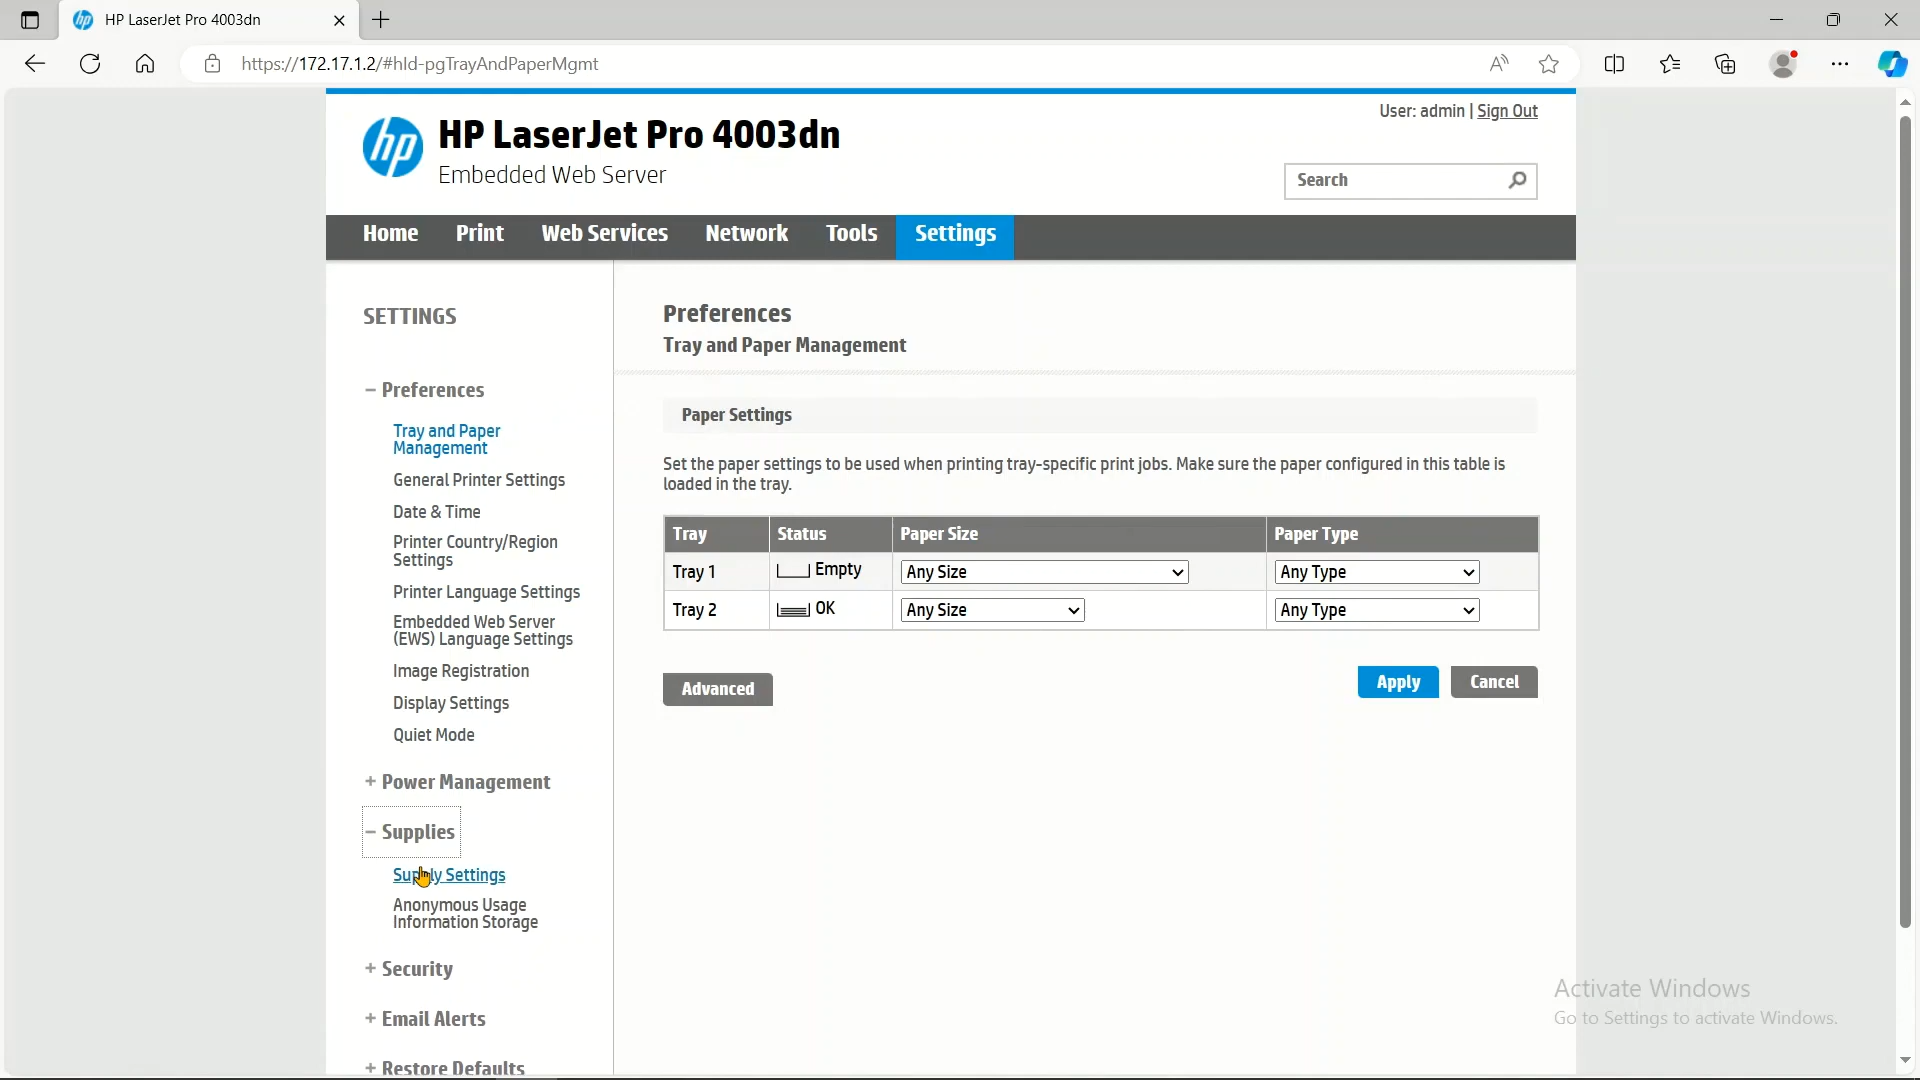 HP LaserJet Pro 4003dn
https://172.17.1.2/#hId-pgTrayAndPaperMgmt
User: admin | Sign Out
hp
HP LaserJet Pro 4003dn
Embedded Web Server
Search
Home Print Web Services Network Tools Settings
SETTINGS
- Preferences
Tray and Paper
Management
General Printer Settings
Date & Time
Printer Country/Region
Settings
Printer Language Settings
Embedded Web Server
(EWS) Language Settings
Image Registration
Display Settings
Quiet Mode
+ Power Management
- Supplies
Supply Settings
Anonymous Usage
Information Storage
+ Security
+ Email Alerts
+ Restore Defaults
Preferences
Tray and Paper Management
Paper Settings
Set the paper settings to be used when printing tray-specific print jobs. Make sure the paper configured in this table is
loaded in the tray.
Tray Status Paper Size Paper Type
Tray 1 Empty Any Size Any Type
Tray 2 OK Any Size Any Type
Advanced Apply Cancel
Activate Windows
Go to Settings to activate Windows.